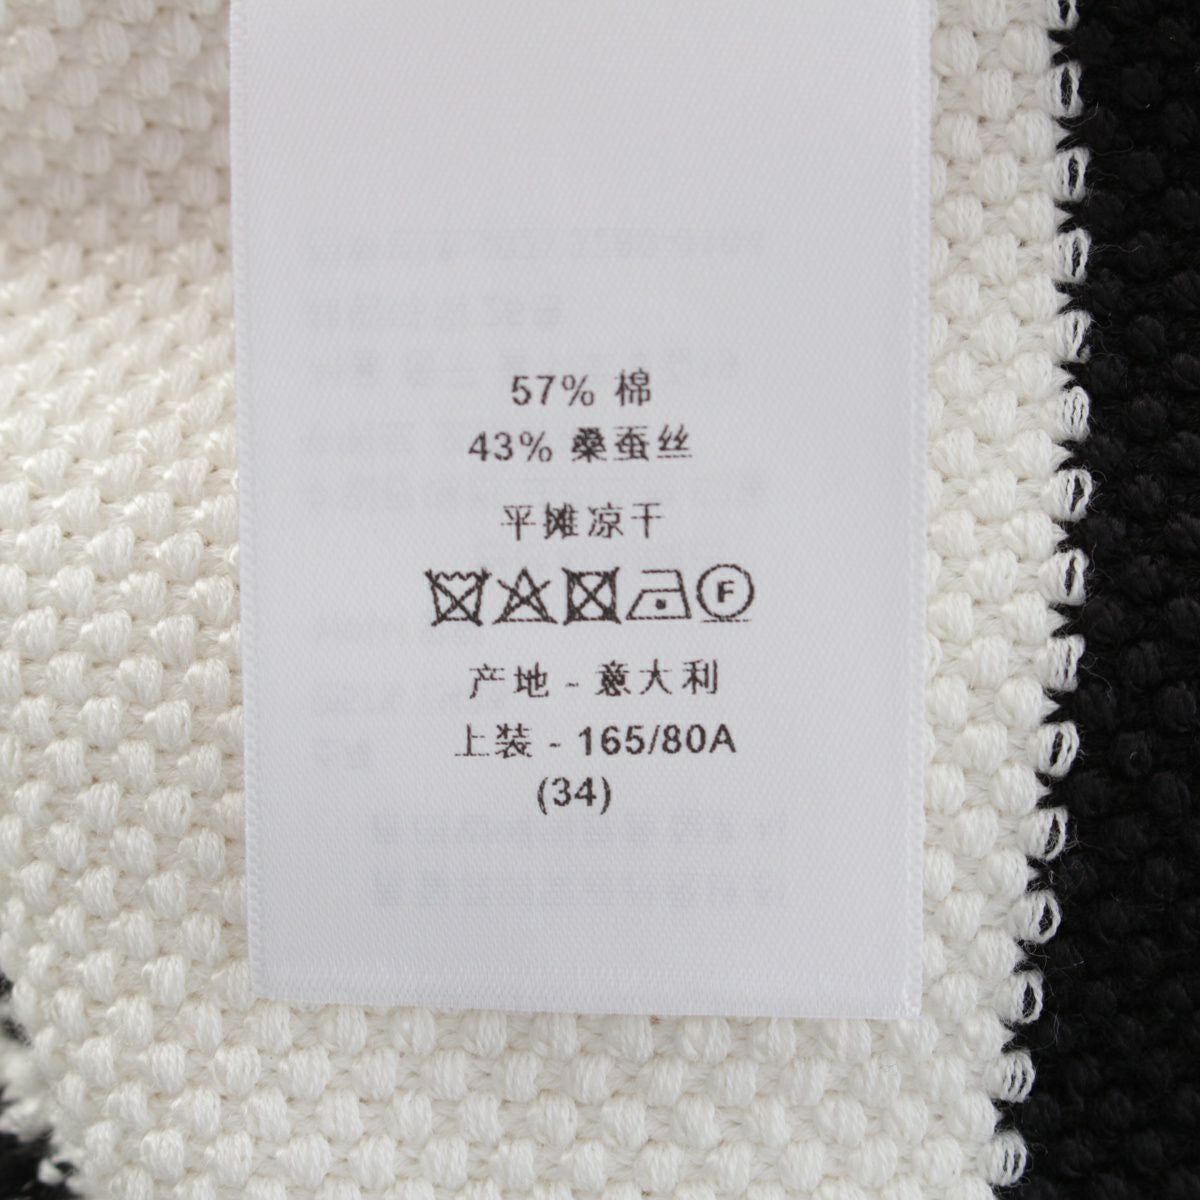 57% 棉
43% 桑蚕丝
平摊凉干
F
产地 - 意大利
上装 - 165/80A
(34)